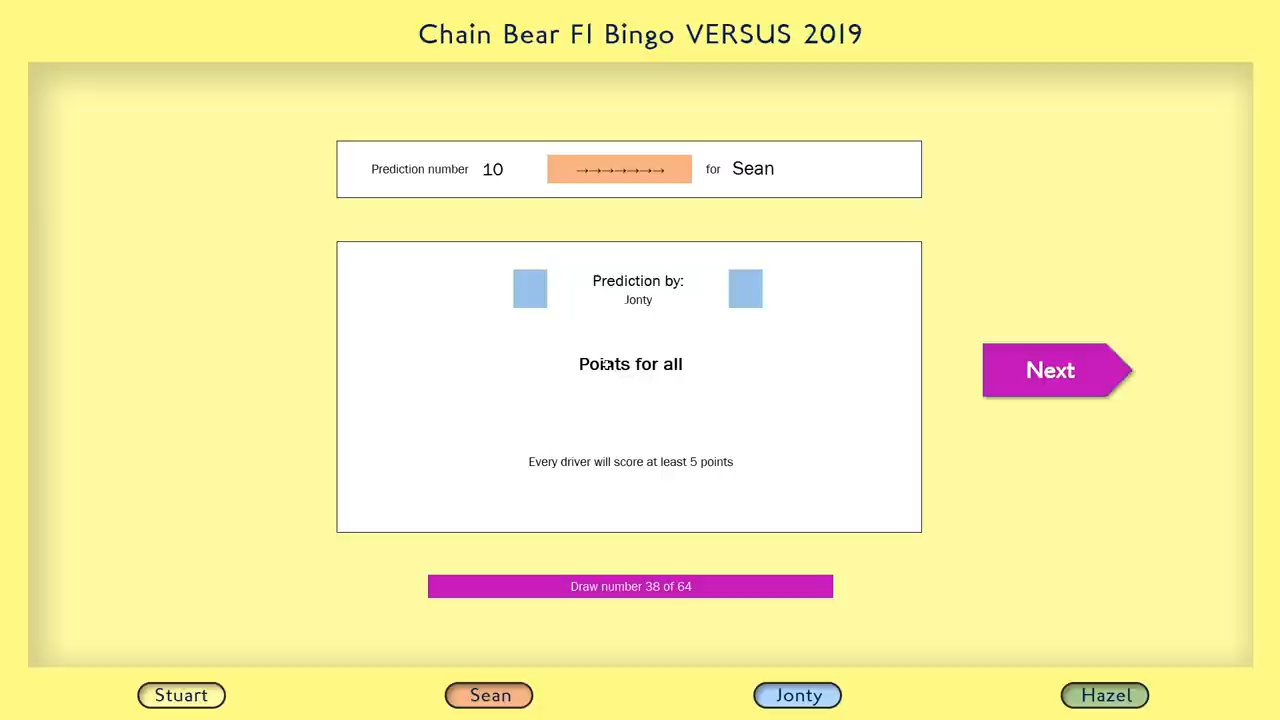 Chain Bear F1 Bingo VERSUS 2019
Prediction number 10 →→→→→→→ for Sean
Prediction by:
Jonty
Points for all
Next
Every driver will score at least 5 points
Draw number 38 of 64
Stuart Sean Jonty Hazel